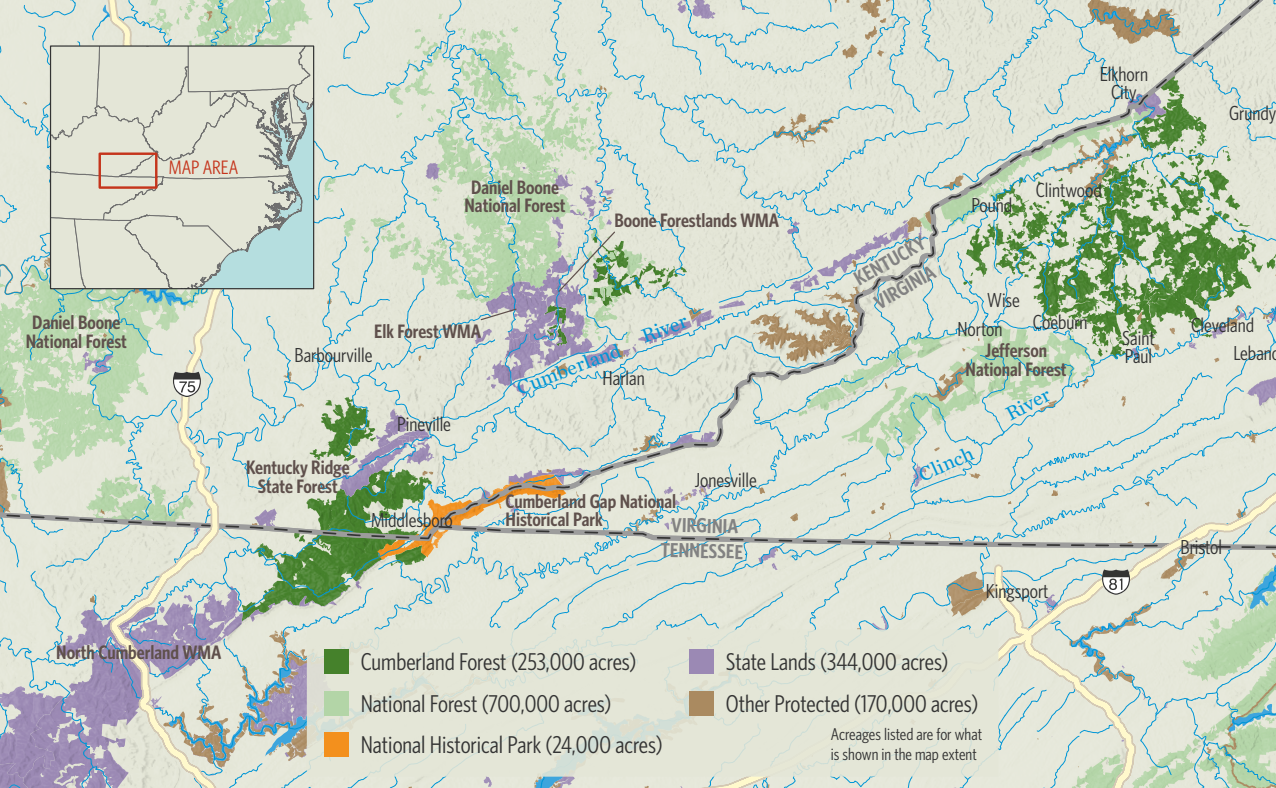 MAP AREA
Elkhorn
City
Grundy
Daniel Boone
National Forest
Clintwood
Pound
Boone Forestlands WMA
KENTUCKY
VIRGINIA
Wise
Daniel Boone
National Forest
Elk Forest WMA
Cumberland River
Norton
Coeburn
Saint
Paul
Cleveland
Jefferson
National Forest
Leban
Barbourville
75
Harlan
River
Pineville
Clinch
Kentucky Ridge
State Forest
Jonesville
Cumberland Gap National
Historical Park
Middlesboro
VIRGINIA
TENNESSEE
Bristol
81
Kingsport
North Cumberland WMA
Cumberland Forest (253,000 acres)
National Forest (700,000 acres)
National Historical Park (24,000 acres)
State Lands (344,000 acres)
Other Protected (170,000 acres)
Acreages listed are for what
is shown in the map extent